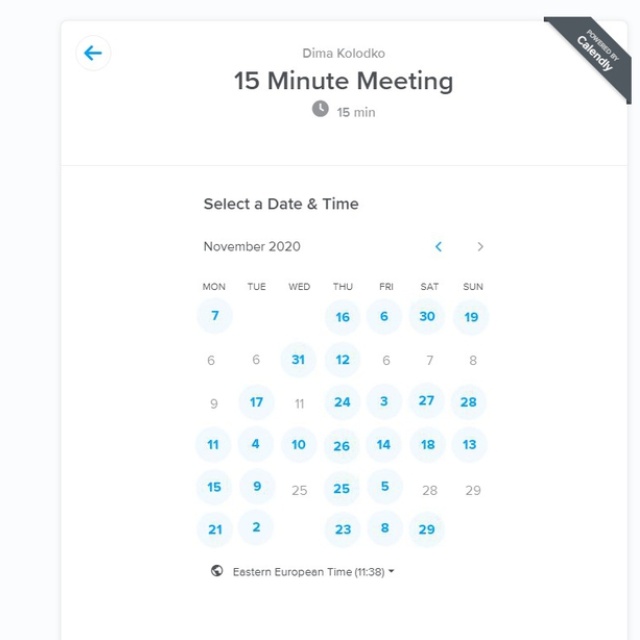 POWERED BY
Calendly
Dima Kolodko
15 Minute Meeting
15 min
Select a Date & Time
November 2020
MON TUE WED THU FRI SAT SUN
7 16 6 30 19
6 6 31 12 6 7 8
9 17 11 24 3 27 28
11 4 10 26 14 18 13
15 9 25 25 5 28 29
21 2 23 8 29
Eastern European Time (11:38)